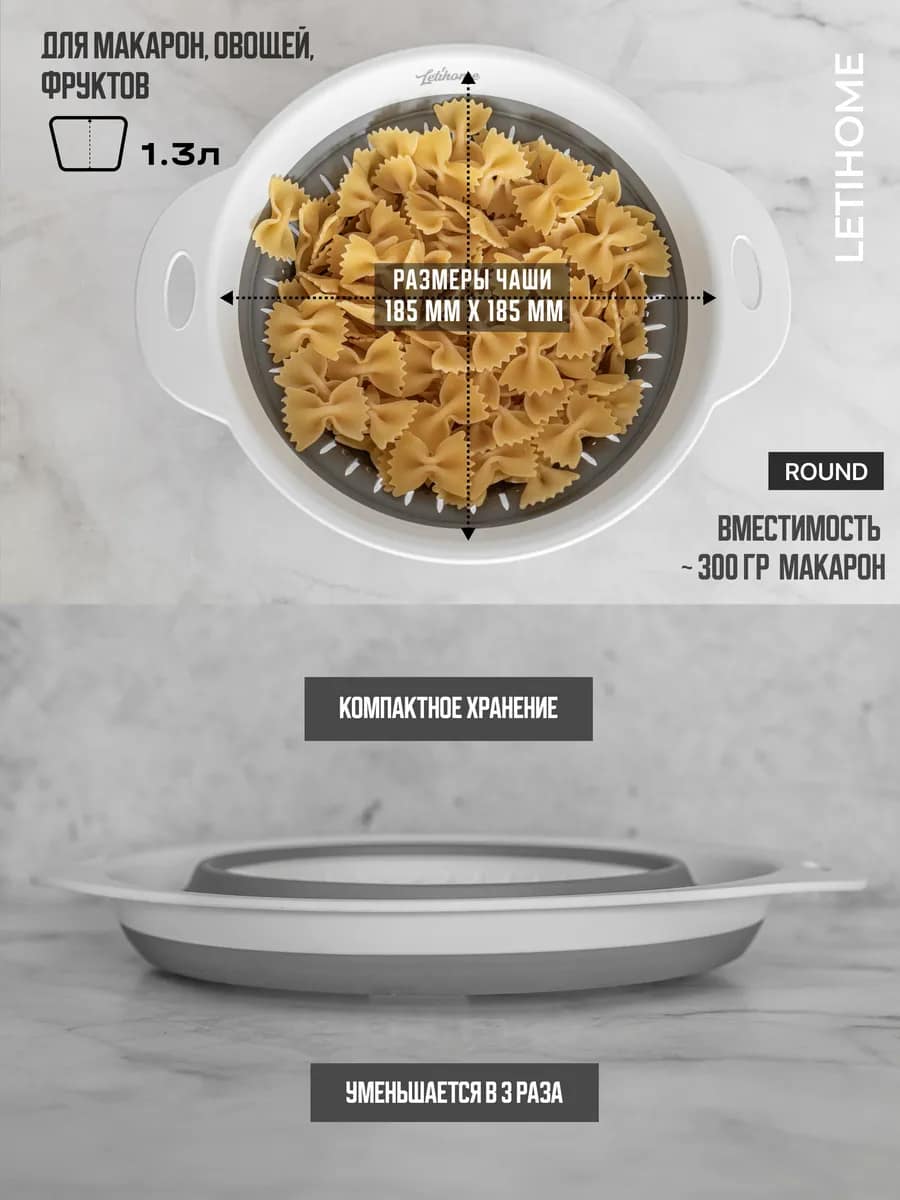 ДЛЯ МАКАРОН, ОВОЩЕЙ,
ФРУКТОВ
1.3л
Letihome
LETIHOME
РАЗМЕРЫ ЧАШИ
185 ММ X 185 ММ
ROUND
ВМЕСТИМОСТЬ
~ 300 ГР МАКАРОН
КОМПАКТНОЕ ХРАНЕНИЕ
УМЕНЬШАЕТСЯ В 3 РАЗА